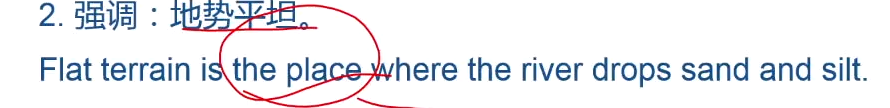 2. 强调：地势平坦。
Flat terrain is the place where the river drops sand and silt.